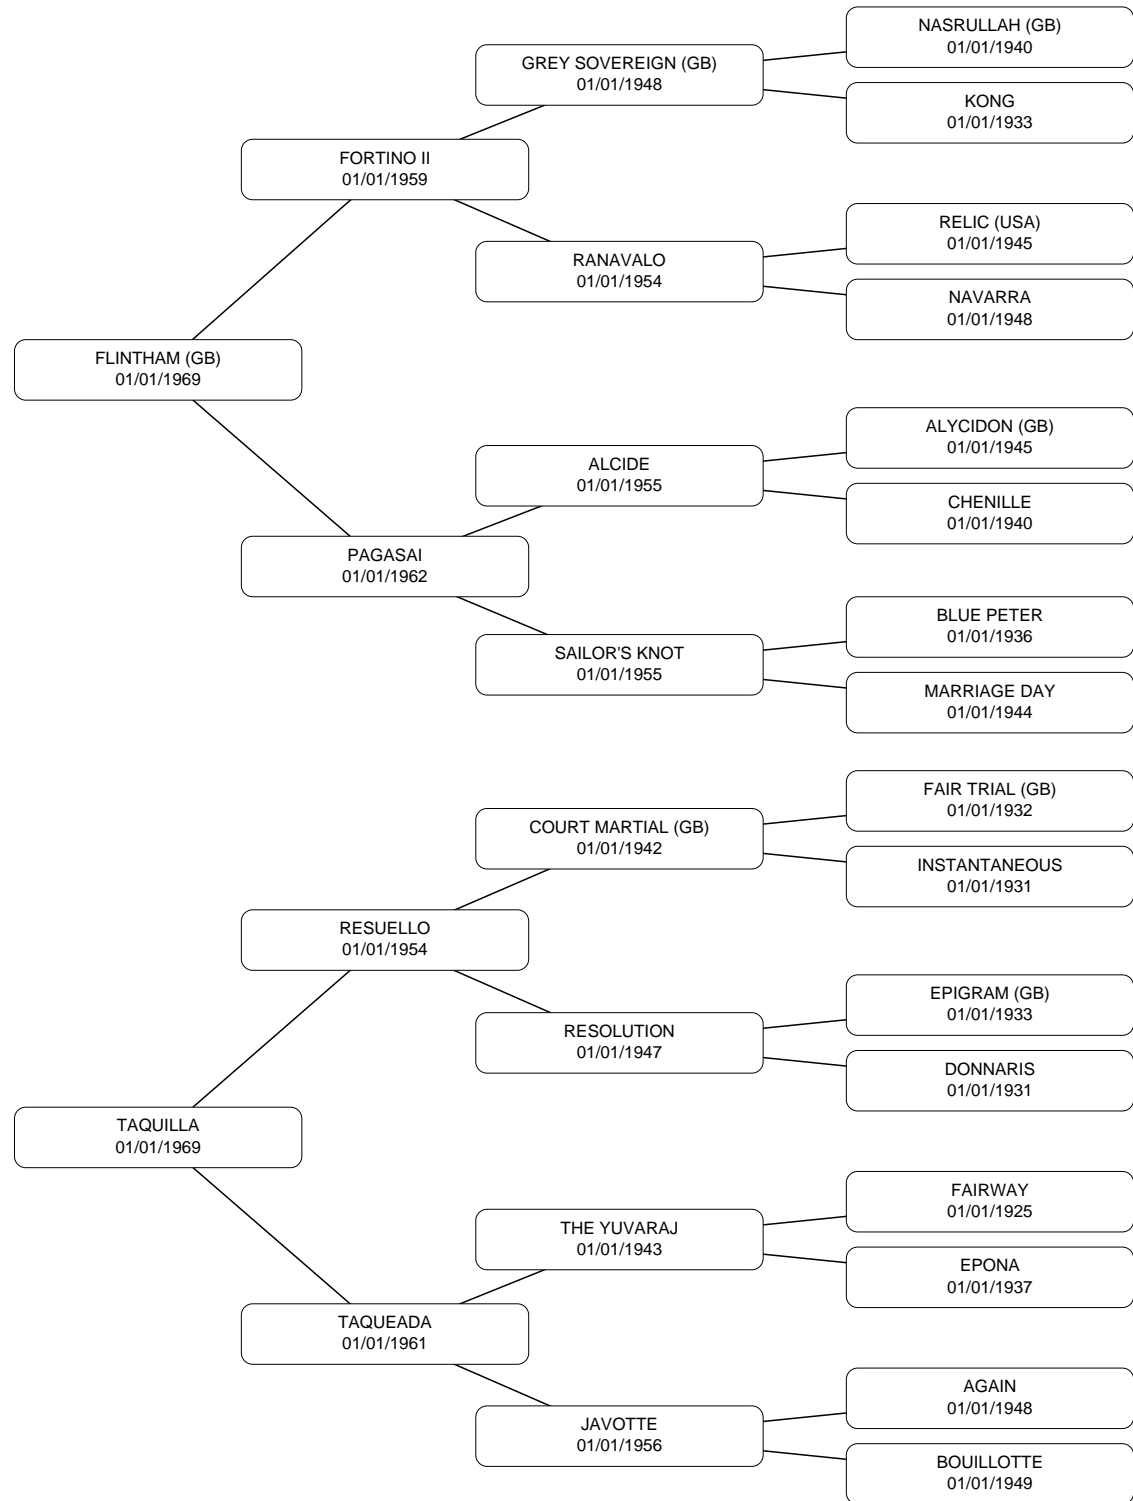 NASRULLAH (GB)
01/01/1940
GREY SOVEREIGN (GB)
01/01/1948
KONG
01/01/1933
FORTINO II
01/01/1959
RELIC (USA)
01/01/1945
RANAVALO
01/01/1954
NAVARRA
01/01/1948
FLINTHAM (GB)
01/01/1969
ALYCIDON (GB)
01/01/1945
ALCIDE
01/01/1955
CHENILLE
01/01/1940
PAGASAI
01/01/1962
BLUE PETER
01/01/1936
SAILOR'S KNOT
01/01/1955
MARRIAGE DAY
01/01/1944
FAIR TRIAL (GB)
01/01/1932
COURT MARTIAL (GB)
01/01/1942
INSTANTANEOUS
01/01/1931
RESUELLO
01/01/1954
EPIGRAM (GB)
01/01/1933
RESOLUTION
01/01/1947
DONNARIS
01/01/1931
TAQUILLA
01/01/1969
FAIRWAY
01/01/1925
THE YUVARAJ
01/01/1943
EPONA
01/01/1937
TAQUEADA
01/01/1961
AGAIN
01/01/1948
JAVOTTE
01/01/1956
BOUILLOTTE
01/01/1949